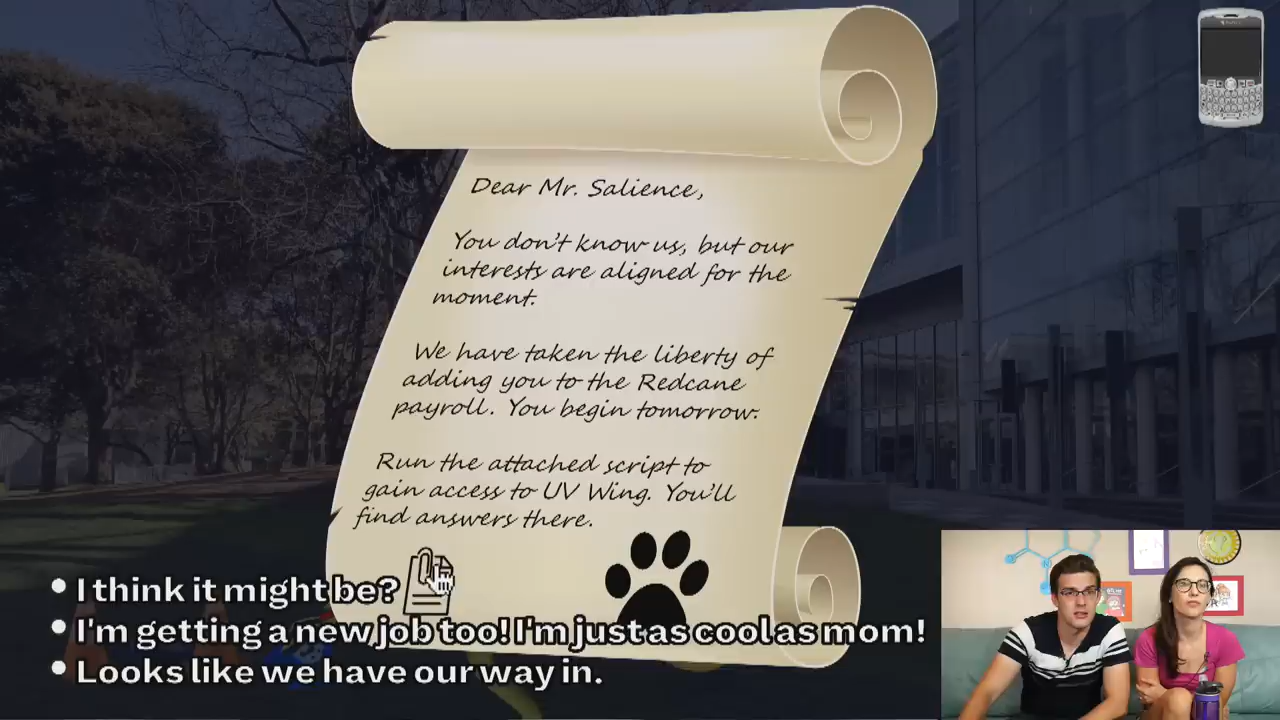 Dear Mr. Salience,
You don't know us, but our
interests are aligned for the
moment.
We have taken the liberty of
adding you to the Redcane
payroll. You begin tomorrow.
Run the attached script to
gain access to UV Wing. You'll
find answers there.
• I think it might be?
• I'm getting a new job too! I'm just as cool as mom!
• Looks like we have our way in.